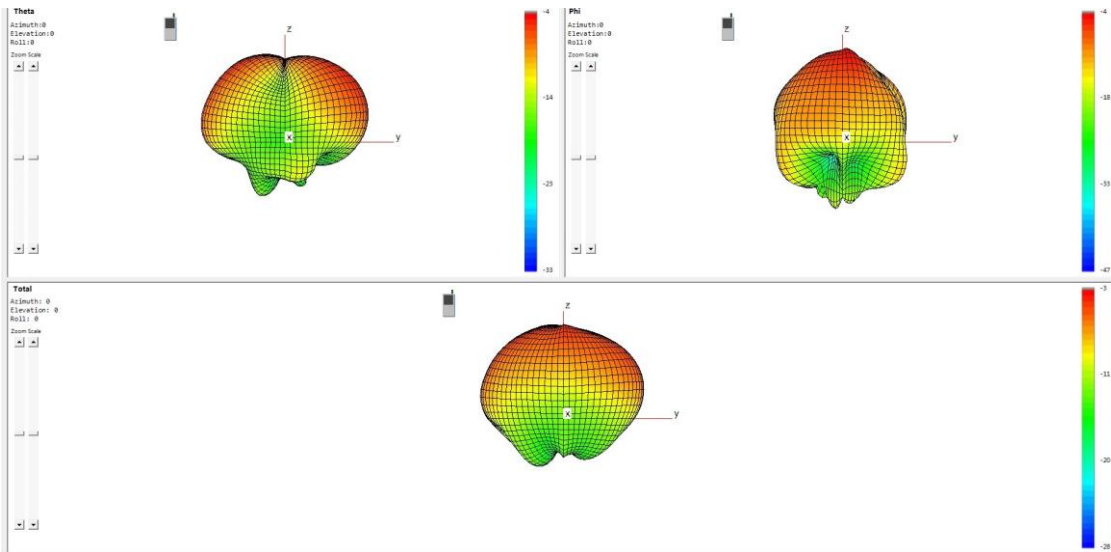 Theta
Azimuth:0
Elevation:0
Roll:0
Zoom Scale
z
y
x
-4
-14
-23
-33
Phi
Azimuth:0
Elevation:0
Roll:0
Zoom Scale
z
y
x
-4
-18
-33
-47
Total
Azimuth: 0
Elevation: 0
Roll: 0
Zoom Scale
z
y
x
-3
-11
-20
-28